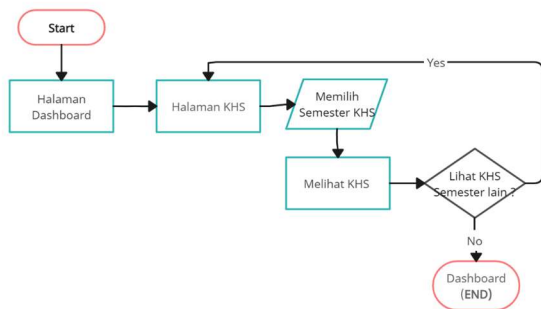 Start
Halaman
Dashboard
Halaman KHS
Memilih
Semester KHS
Yes
Melihat KHS
Lihat KHS
Semester lain ?
No
Dashboard
(END)